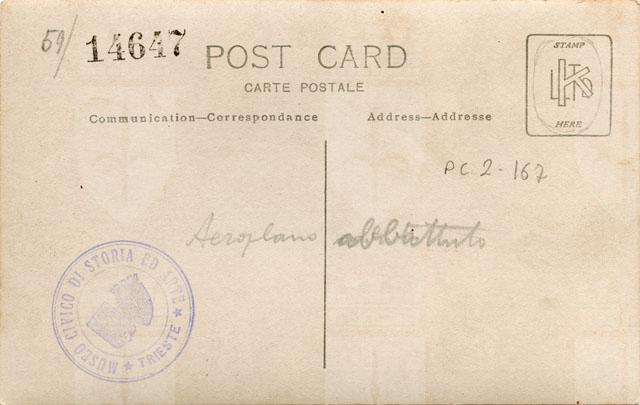 59/
14647
POST CARD
CARTE POSTALE
Communication—Correspondance
Address—Addresse
STAMP
HERE
PC. 2 - 167
Aeroplano abbattuto
MUSEO CIVICO DI STORIA ED ARTE ★ TRIESTE ★